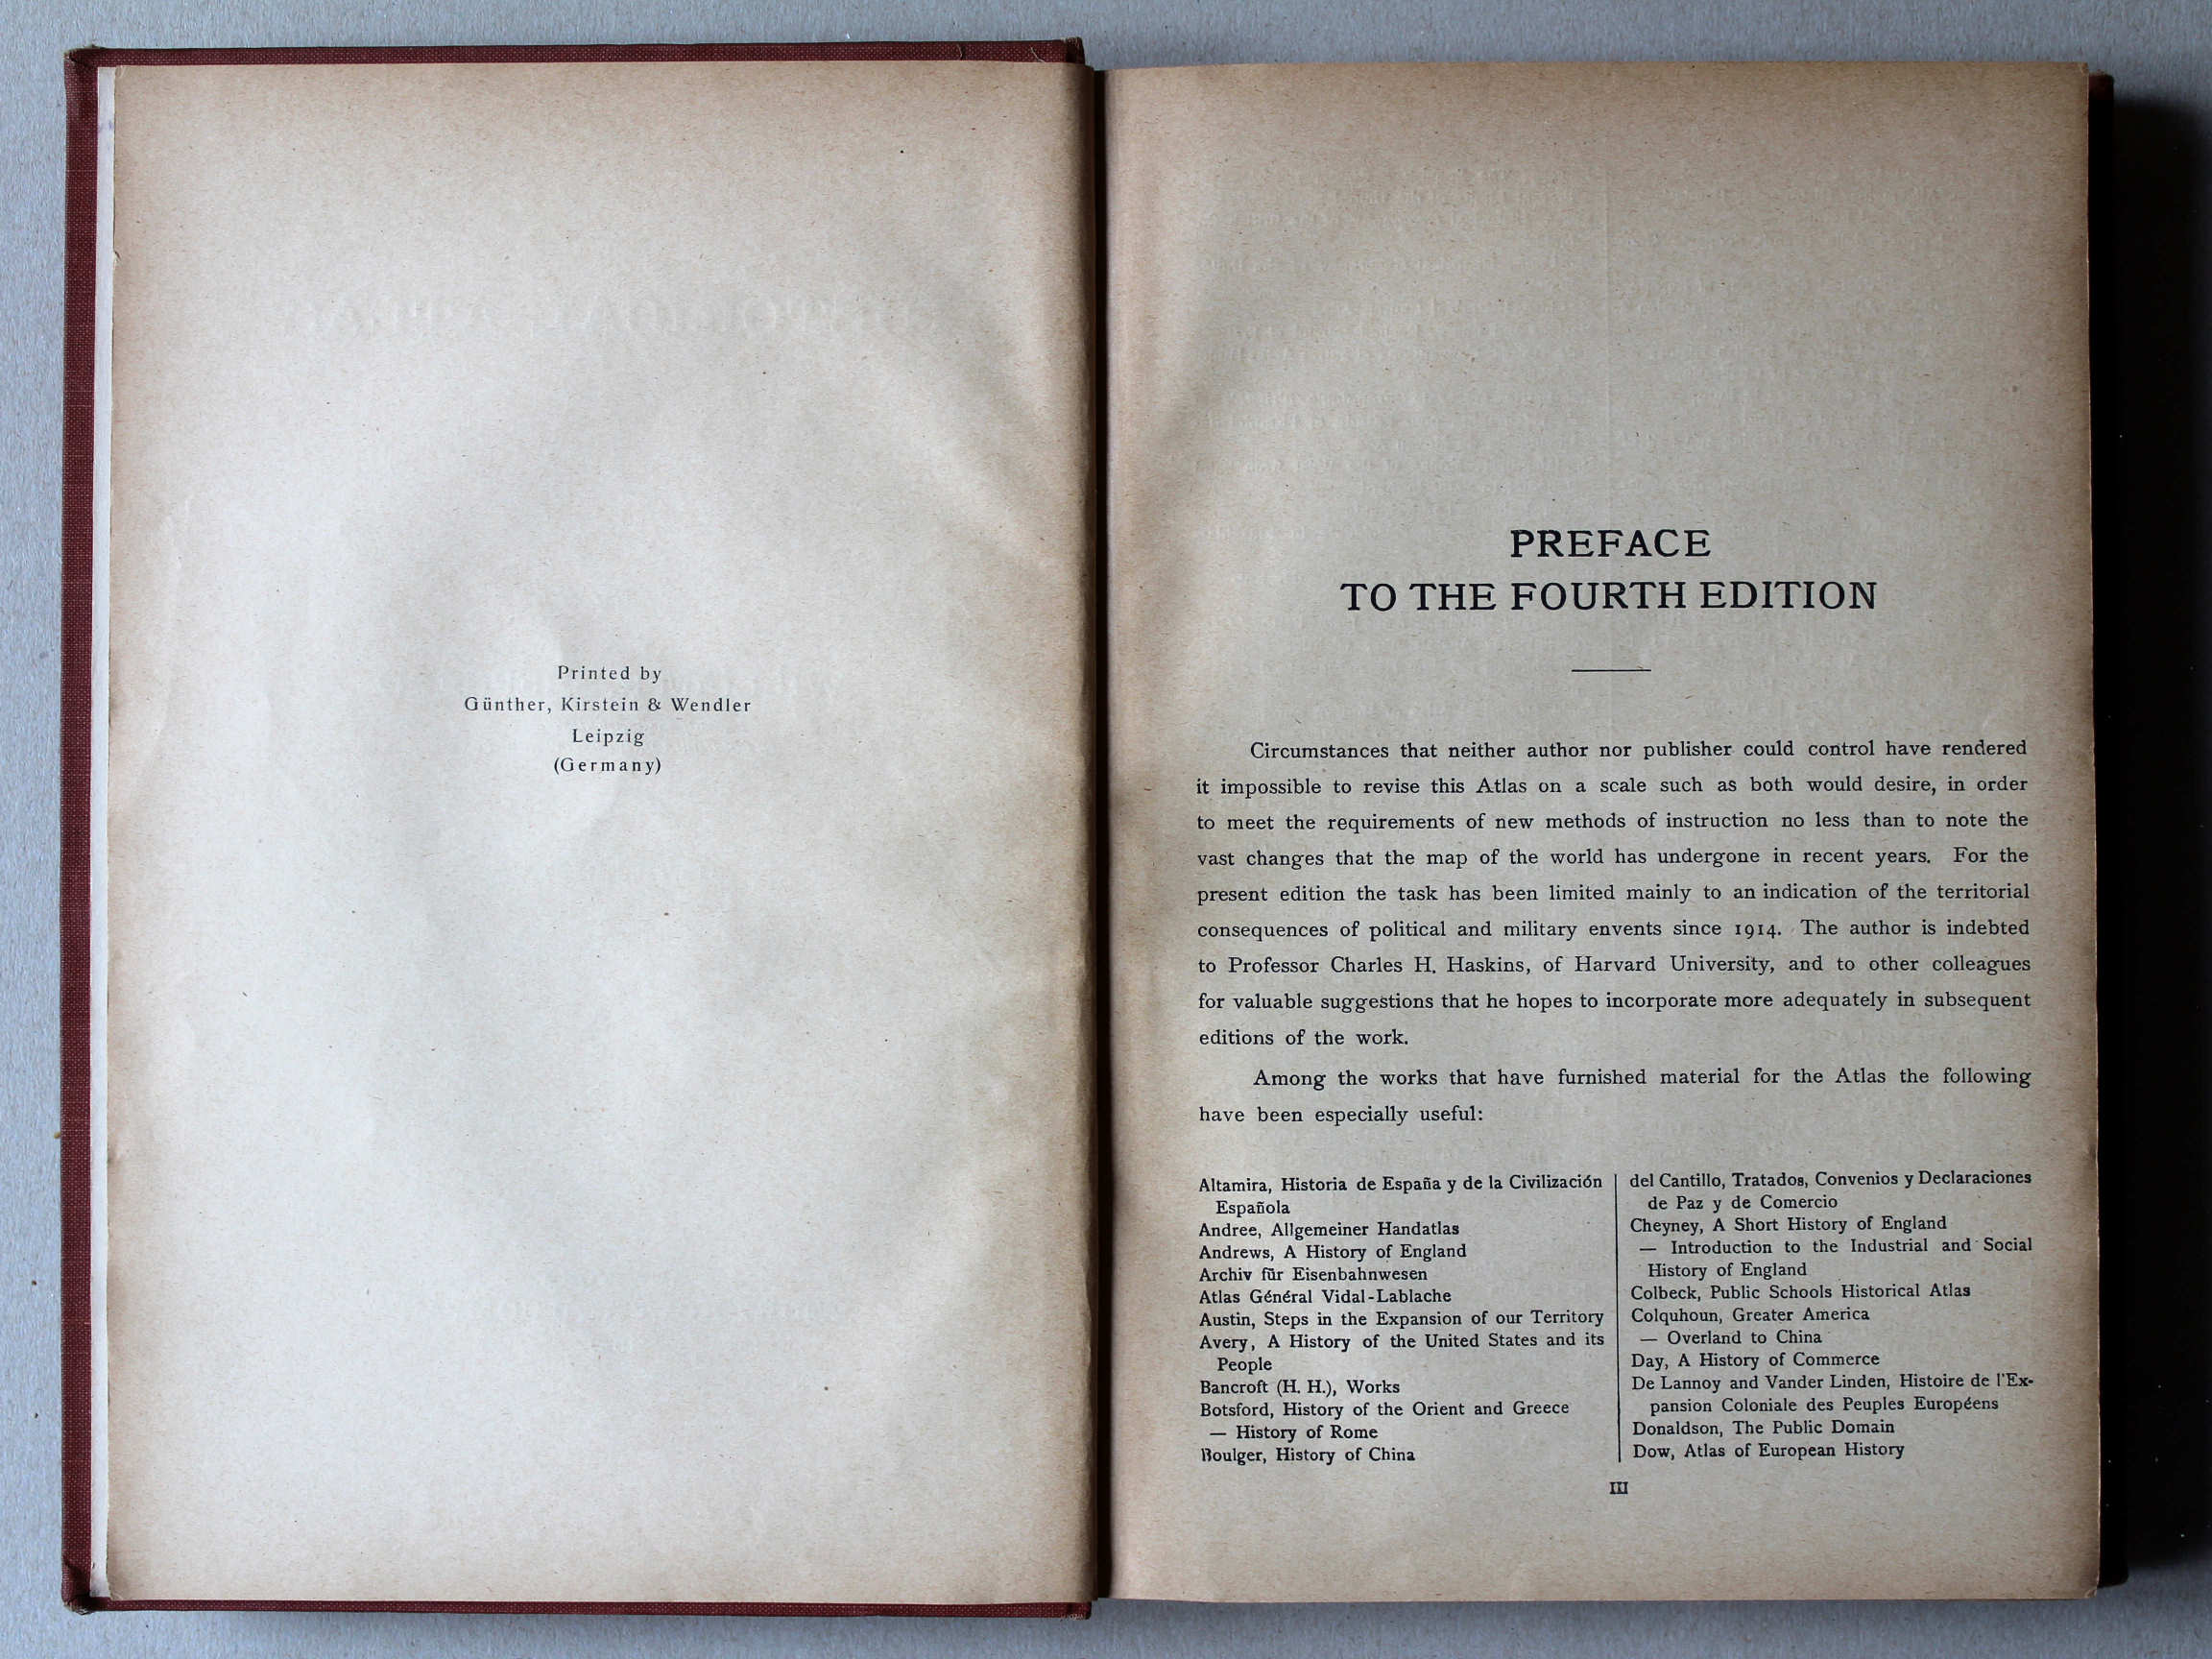 Printed by
Günther, Kirstein & Wendler
Leipzig
(Germany)
PREFACE
TO THE FOURTH EDITION
Circumstances that neither author nor publisher could control have rendered
it impossible to revise this Atlas on a scale such as both would desire, in order
to meet the requirements of new methods of instruction no less than to note the
vast changes that the map of the world has undergone in recent years. For the
present edition the task has been limited mainly to an indication of the territorial
consequences of political and military envents since 1914. The author is indebted
to Professor Charles H. Haskins, of Harvard University, and to other colleagues
for valuable suggestions that he hopes to incorporate more adequately in subsequent
editions of the work.
Among the works that have furnished material for the Atlas the following
have been especially useful:
Altamira, Historia de España y de la Civilización
Española
Andree, Allgemeiner Handatlas
Andrews, A History of England
Archiv für Eisenbahnwesen
Atlas Général Vidal-Lablache
Austin, Steps in the Expansion of our Territory
Avery, A History of the United States and its
People
Bancroft (H. H.), Works
Botsford, History of the Orient and Greece
— History of Rome
Boulger, History of China
del Cantillo, Tratados, Convenios y Declaraciones
de Paz y de Comercio
Cheyney, A Short History of England
— Introduction to the Industrial and Social
History of England
Colbeck, Public Schools Historical Atlas
Colquhoun, Greater America
— Overland to China
Day, A History of Commerce
De Lannoy and Vander Linden, Histoire de l'Ex-
pansion Coloniale des Peuples Européens
Donaldson, The Public Domain
Dow, Atlas of European History
III